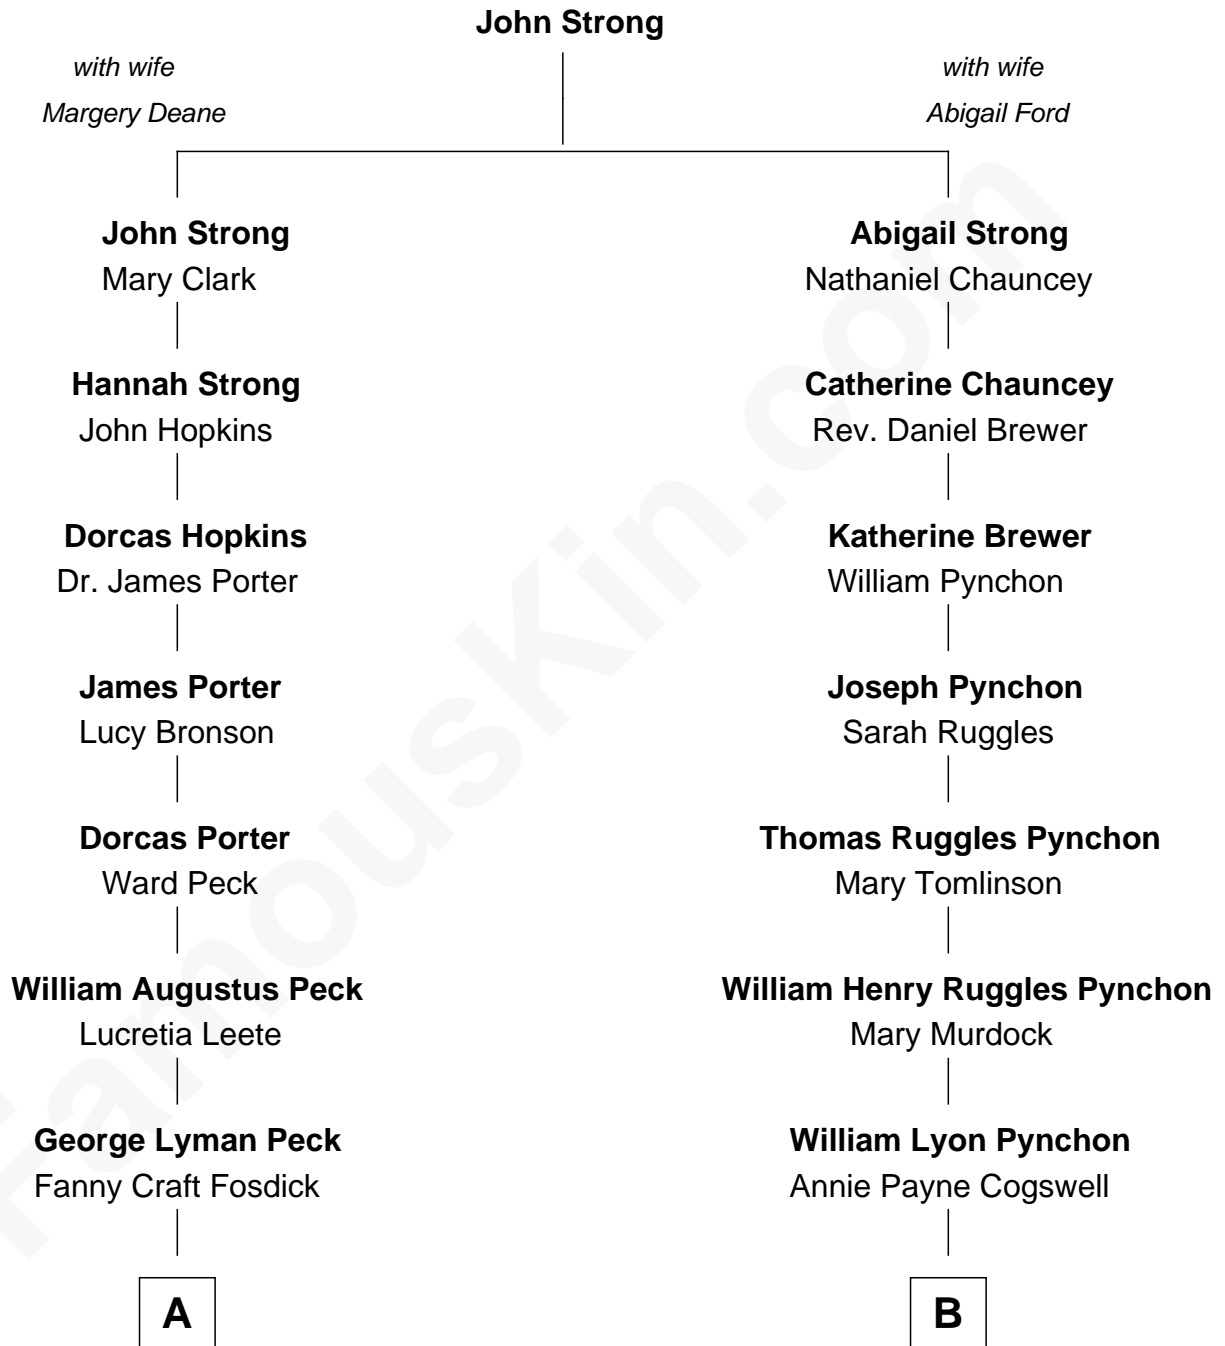 John Strong
with wife
Margery Deane
with wife
Abigail Ford
John Strong
Mary Clark
Abigail Strong
Nathaniel Chauncey
Hannah Strong
John Hopkins
Catherine Chauncey
Rev. Daniel Brewer
Dorcas Hopkins
Dr. James Porter
Katherine Brewer
William Pynchon
James Porter
Lucy Bronson
Joseph Pynchon
Sarah Ruggles
Dorcas Porter
Ward Peck
Thomas Ruggles Pynchon
Mary Tomlinson
William Augustus Peck
Lucretia Leete
William Henry Ruggles Pynchon
Mary Murdock
George Lyman Peck
Fanny Craft Fosdick
William Lyon Pynchon
Annie Payne Cogswell
A
B
FamousKin.com